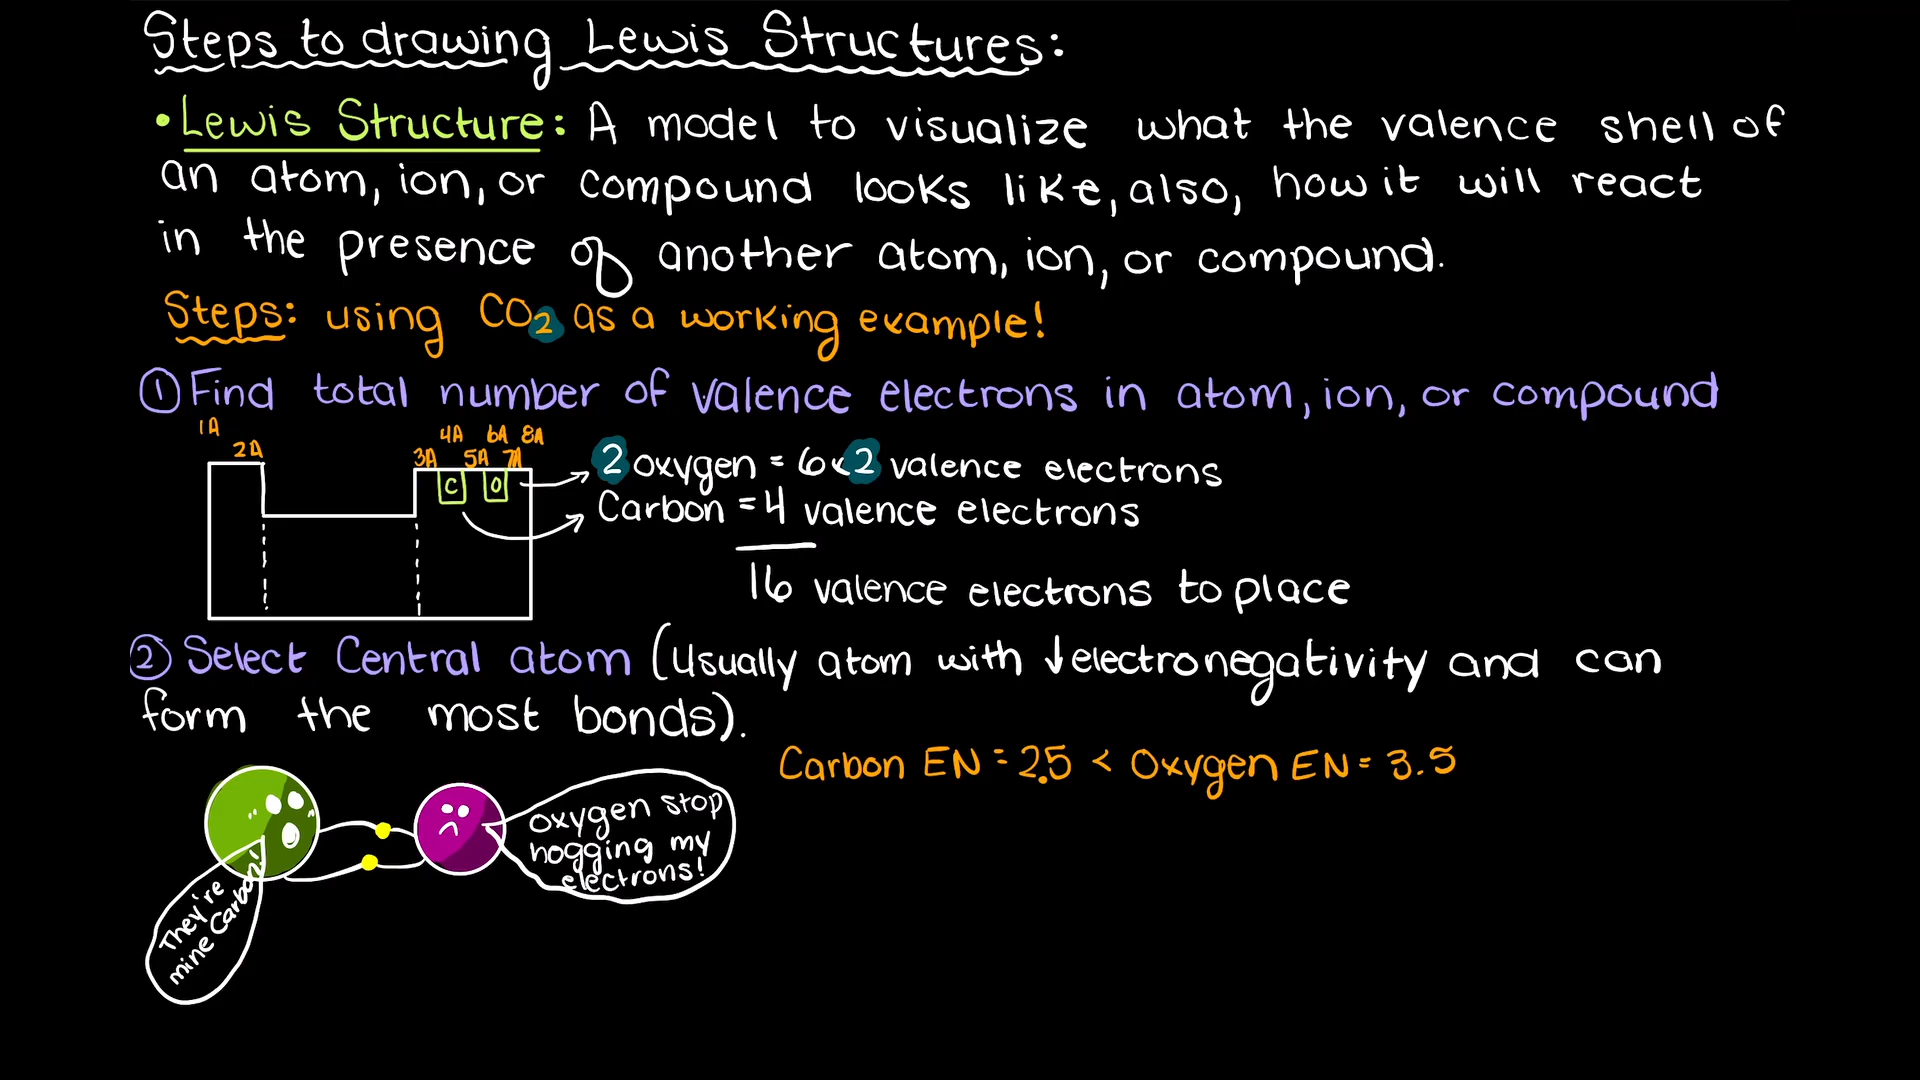 Steps to drawing Lewis Structures:
• Lewis Structure: A model to visualize what the valence shell of
an atom, ion, or compound looks like, also, how it will react
in the presence of another atom, ion, or compound.
Steps: using CO2 as a working example!
① Find total number of valence electrons in atom, ion, or compound
1A
2A
3A 4A 5A 6A 7A 8A
C O
2 oxygen = 6x2 valence electrons
Carbon = 4 valence electrons
16 valence electrons to place
② Select Central atom (Usually atom with ↓electronegativity and can
form the most bonds).
Carbon EN = 2.5 < Oxygen EN = 3.5
oxygen stop
hogging my
electrons!
They're
mine Carbon!